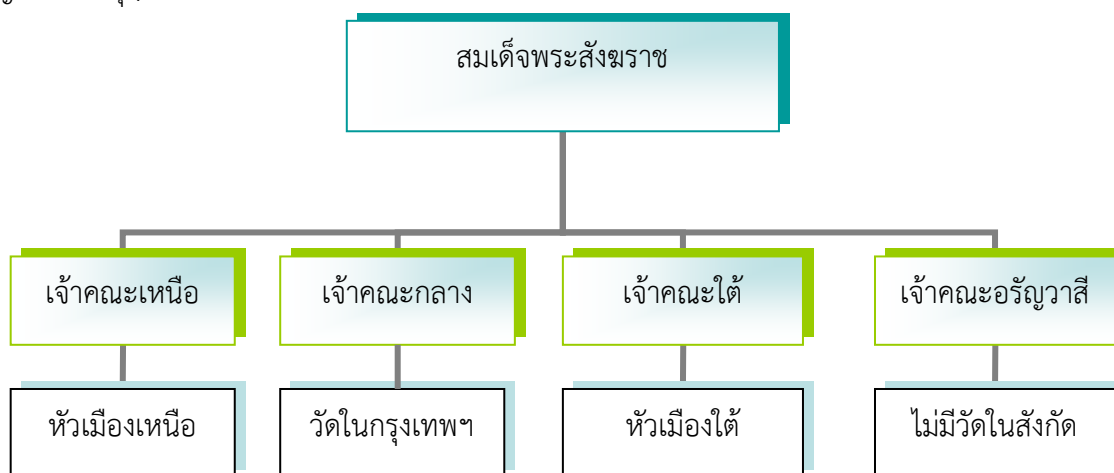 สมเด็จพระสังฆราช
เจ้าคณะเหนือ
เจ้าคณะกลาง
เจ้าคณะใต้
เจ้าคณะอรัญวาสี
หัวเมืองเหนือ
วัดในกรุงเทพฯ
หัวเมืองใต้
ไม่มีวัดในสังกัด